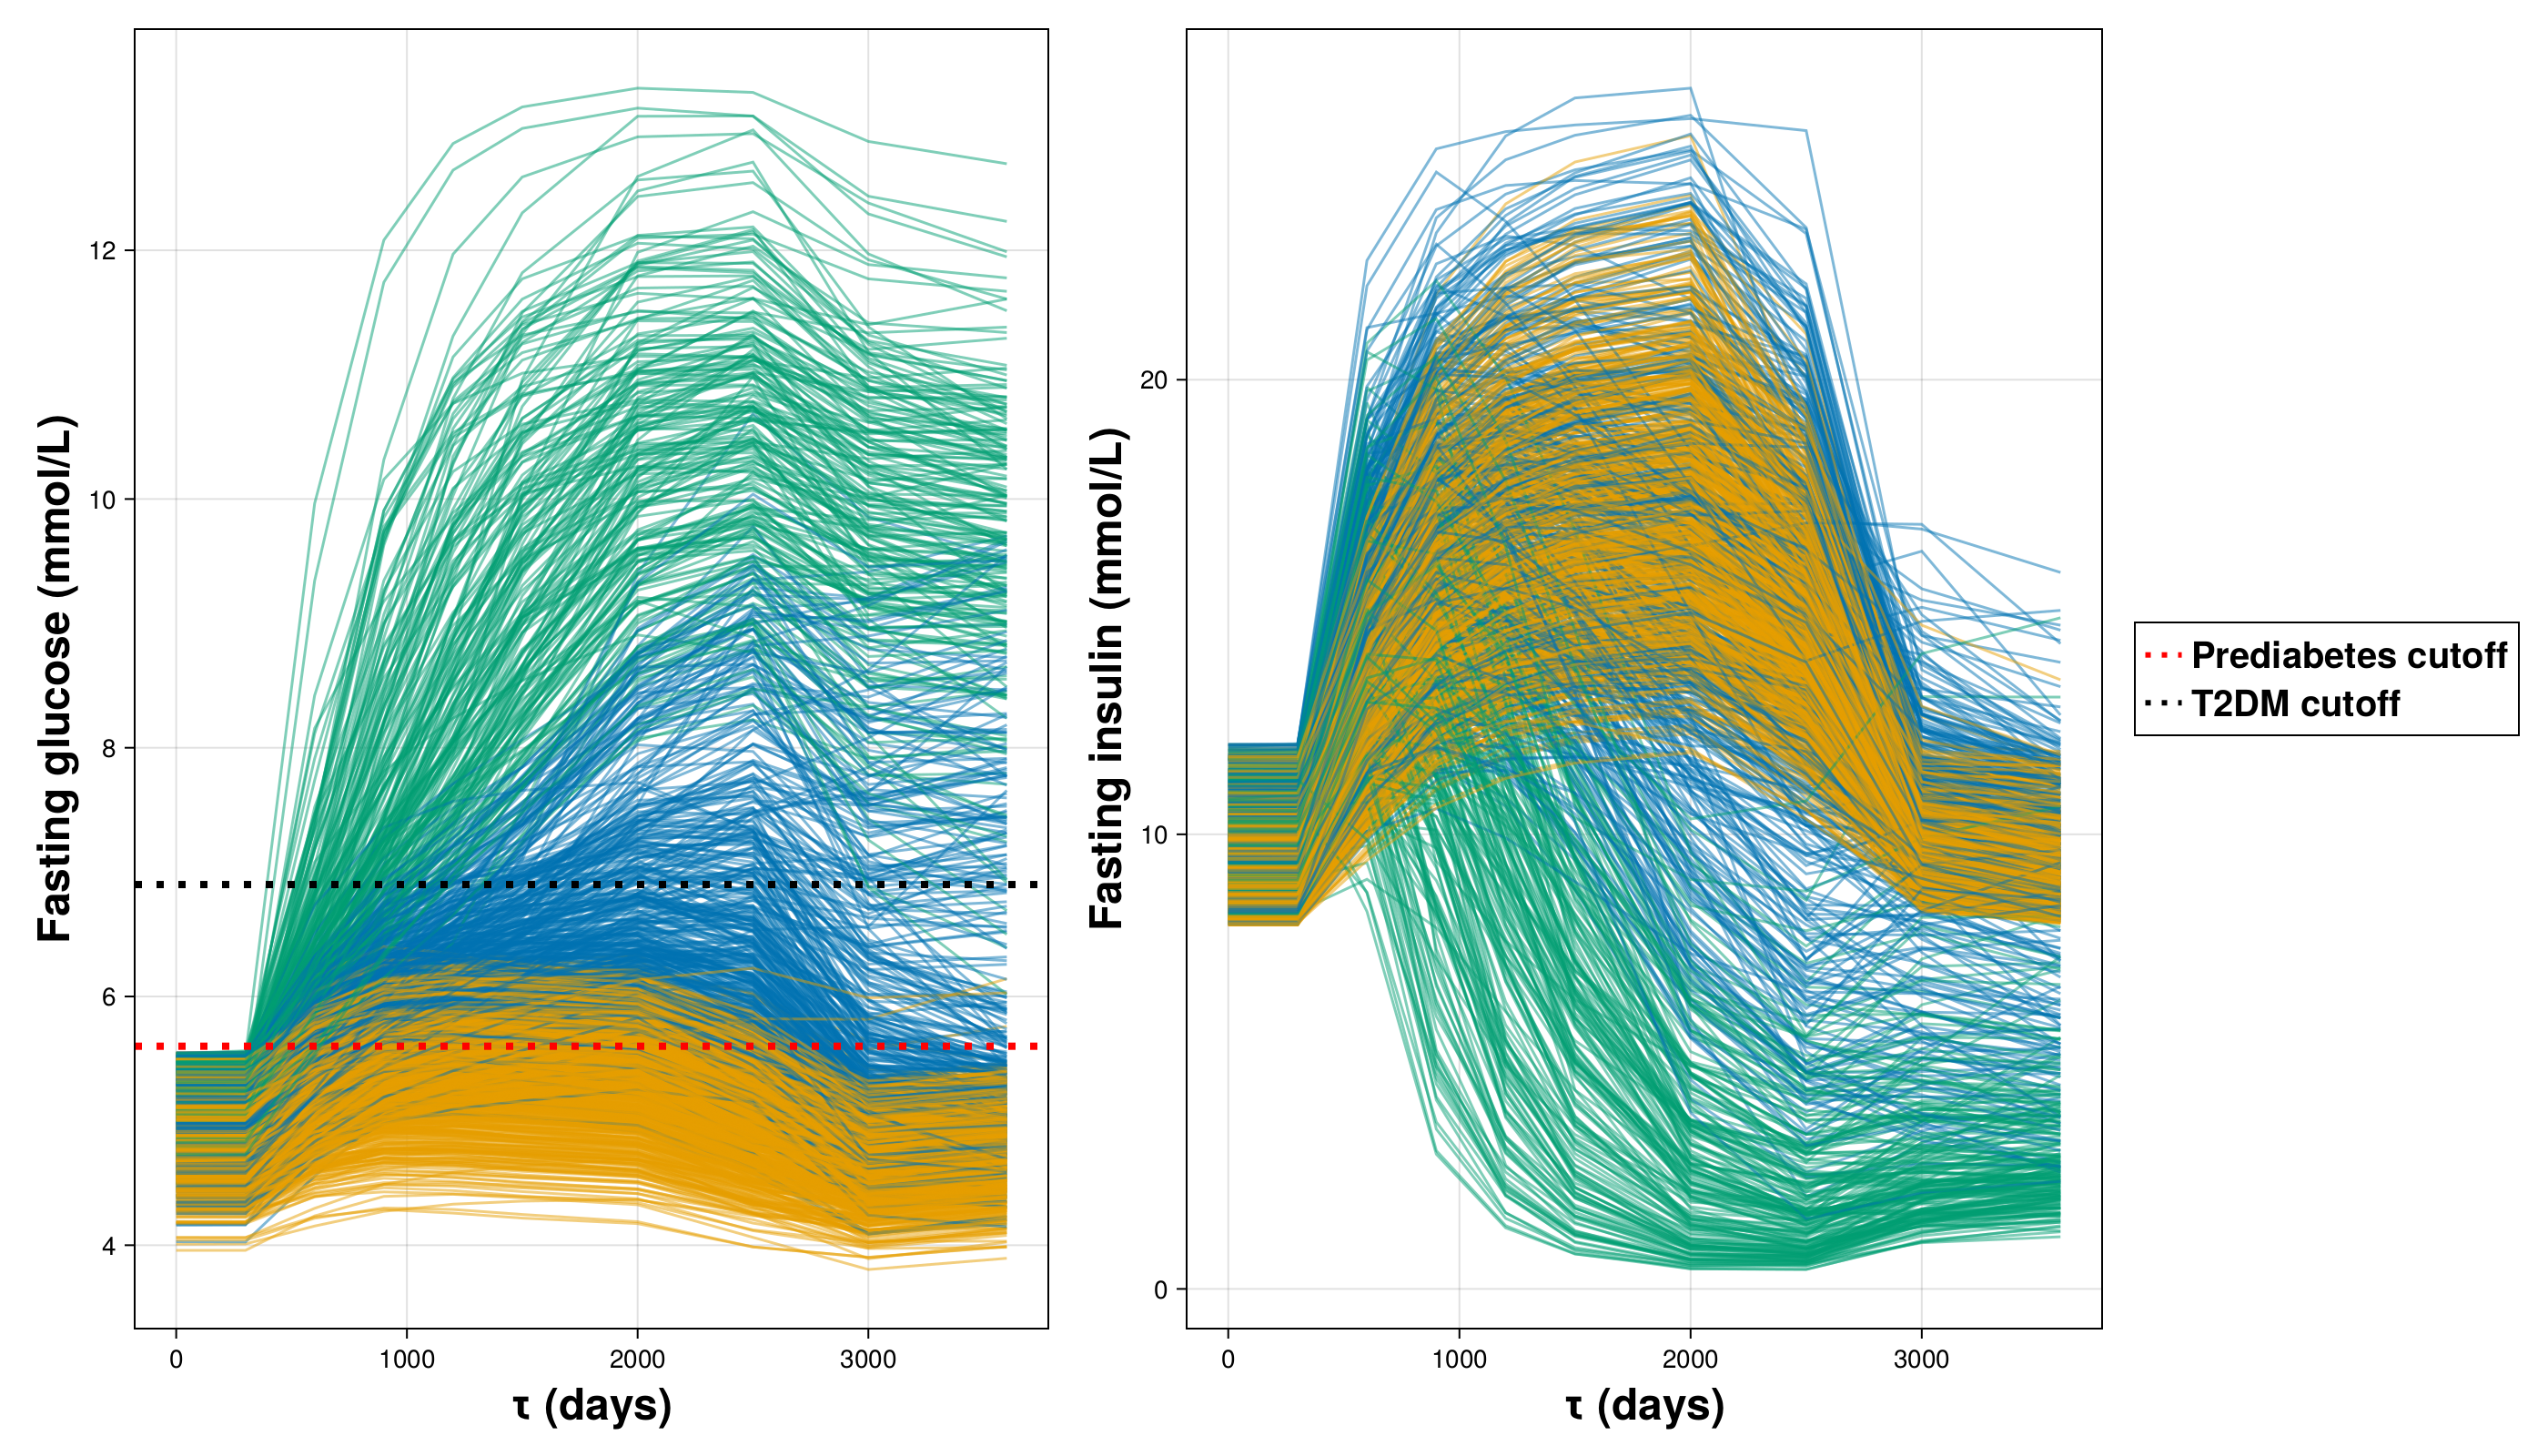 Fasting glucose (mmol/L)
12
10
8
6
4
0
1000
2000
3000
τ (days)
Fasting insulin (mmol/L)
20
10
0
0
1000
2000
3000
τ (days)
Prediabetes cutoff
T2DM cutoff